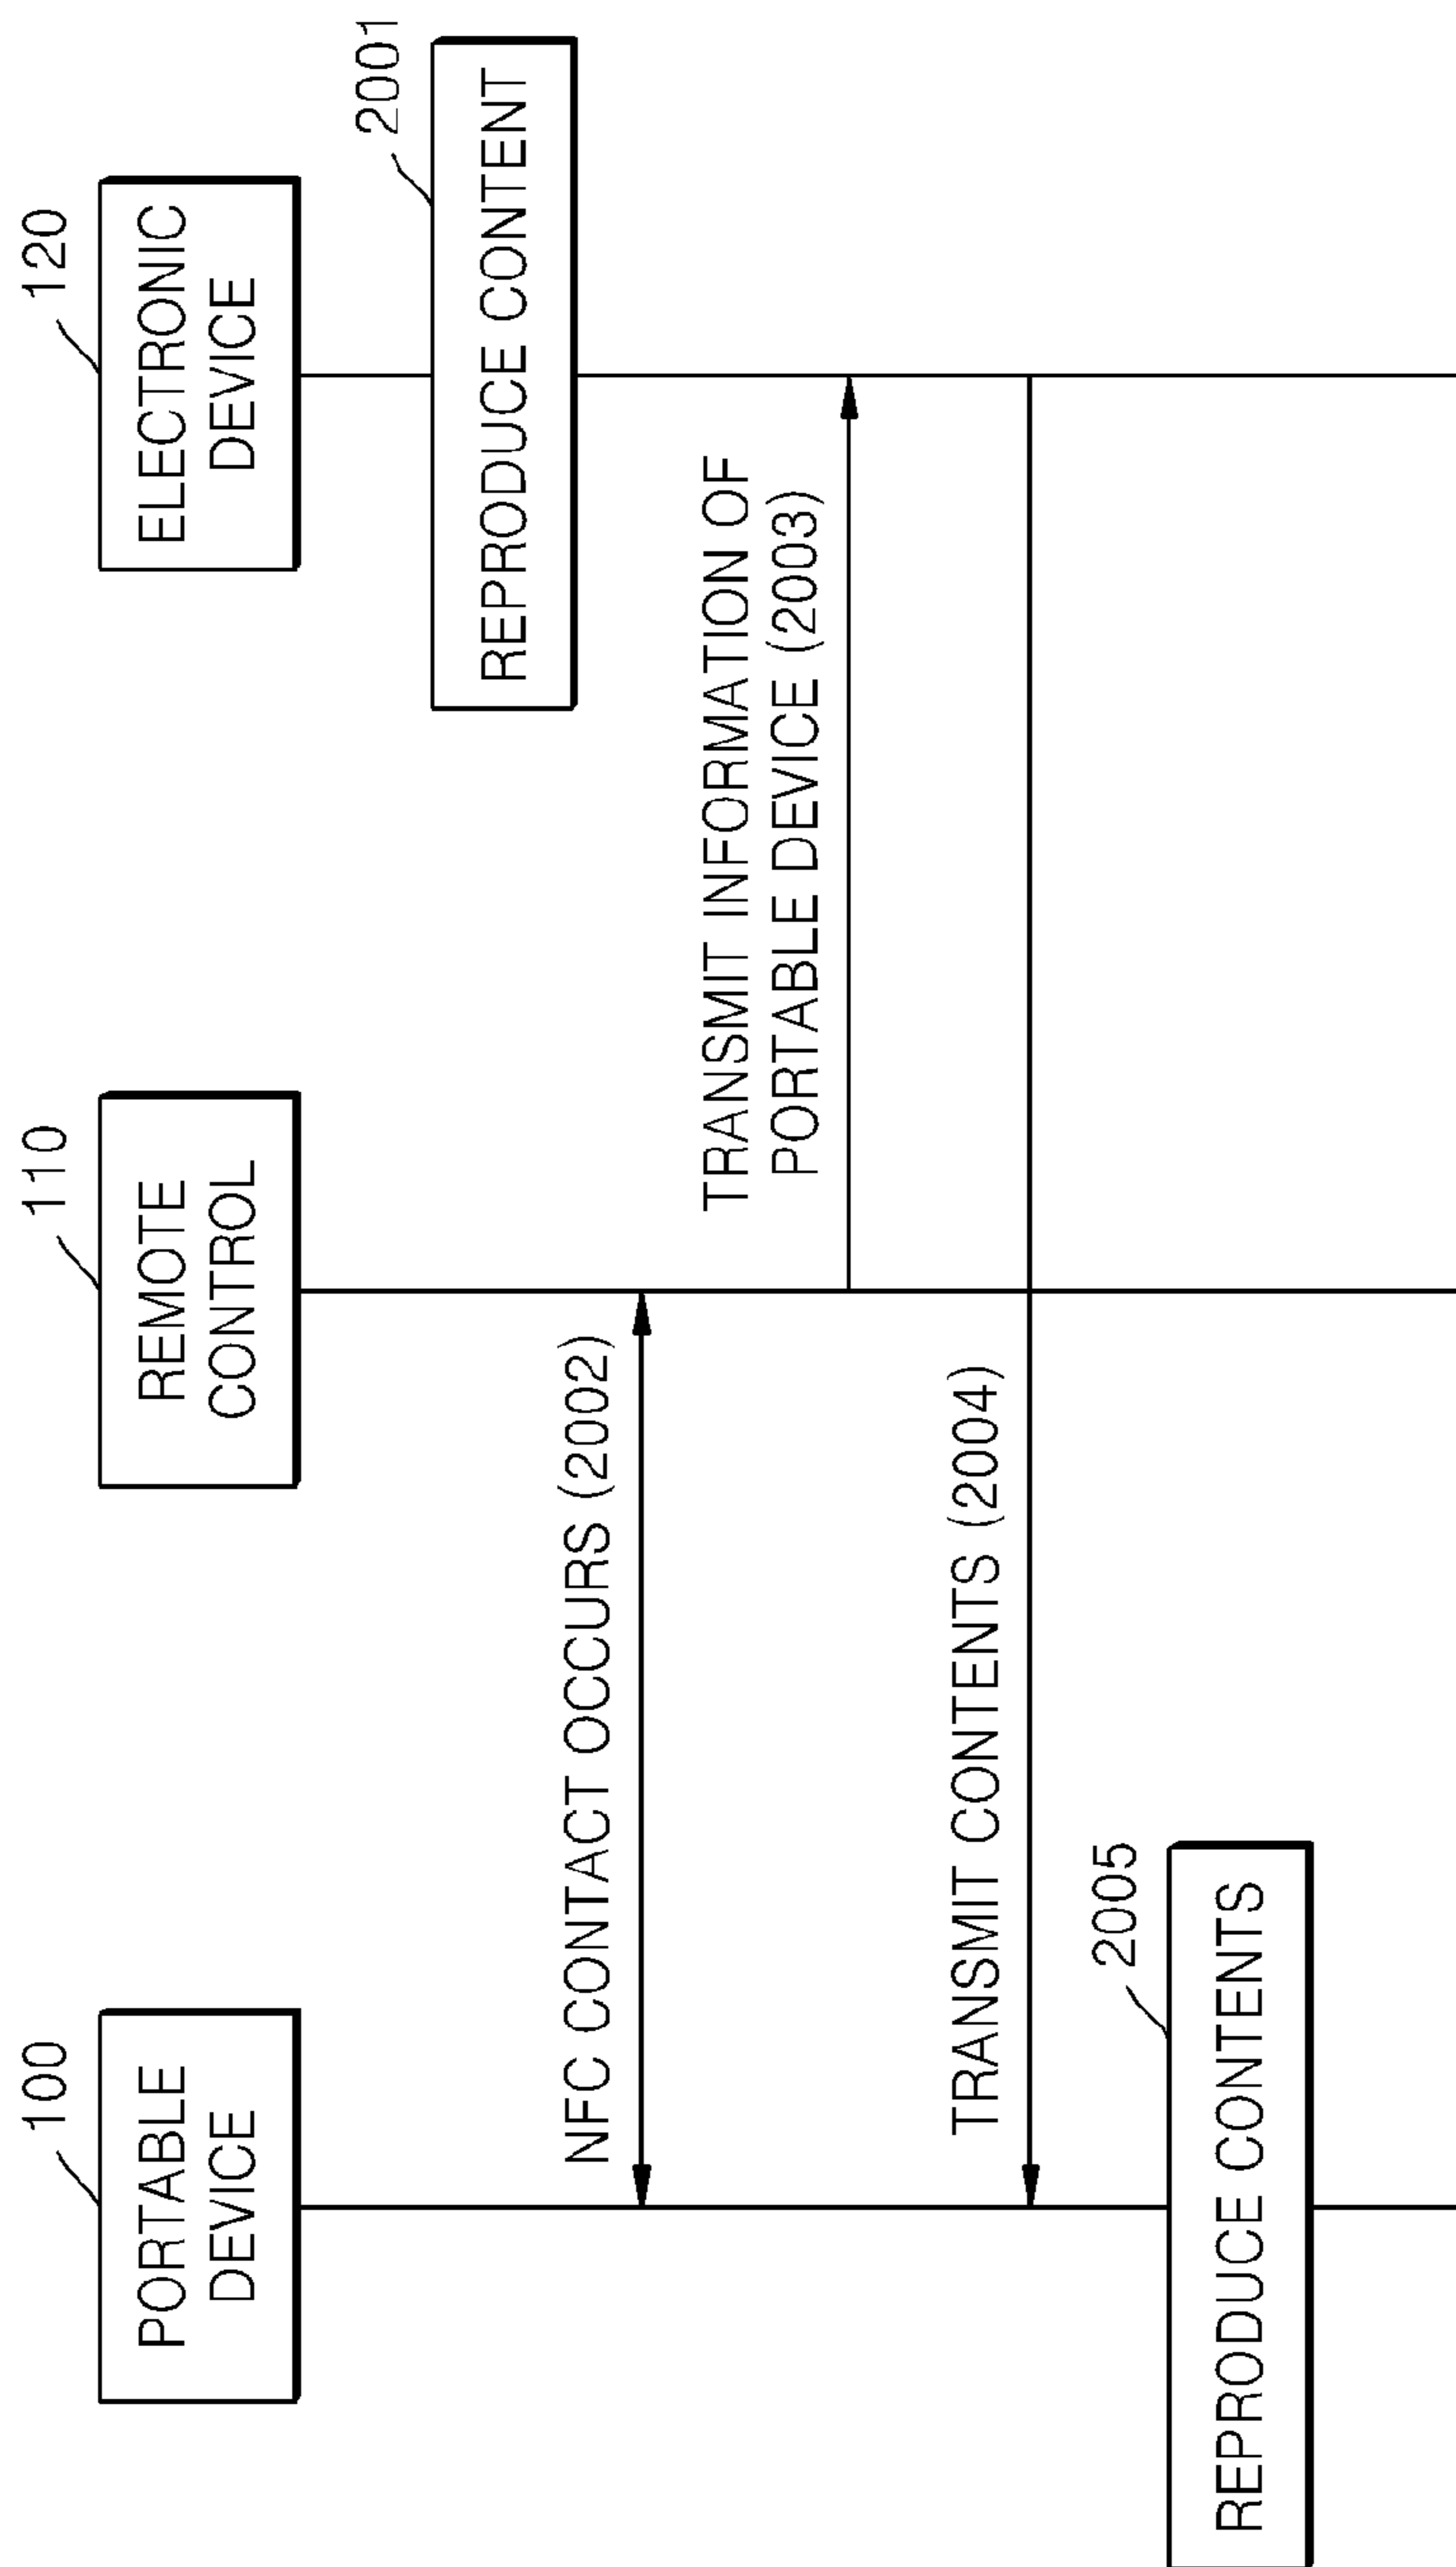 100
PORTABLE
DEVICE
110
REMOTE
CONTROL
120
ELECTRONIC
DEVICE
2001
REPRODUCE CONTENT
NFC CONTACT OCCURS (2002)
TRANSMIT INFORMATION OF
PORTABLE DEVICE (2003)
TRANSMIT CONTENTS (2004)
2005
REPRODUCE CONTENTS